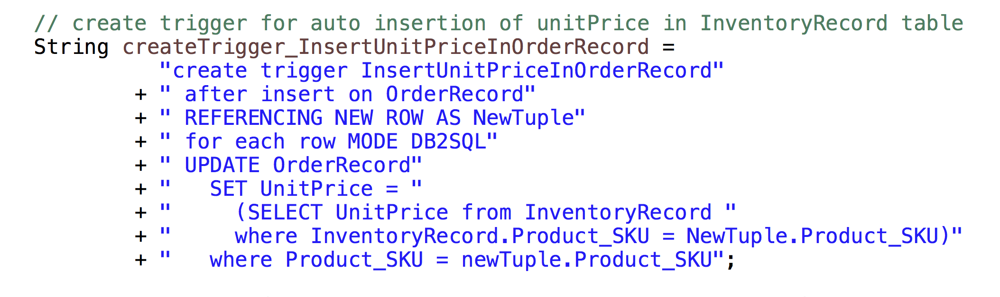 // create trigger for auto insertion of unitPrice in InventoryRecord table
String createTrigger_InsertUnitPriceInOrderRecord =
"create trigger InsertUnitPriceInOrderRecord"
+ " after insert on OrderRecord"
+ " REFERENCING NEW ROW AS NewTuple"
+ " for each row MODE DB2SQL"
+ " UPDATE OrderRecord"
+ "   SET UnitPrice = "
+ "     (SELECT UnitPrice from InventoryRecord "
+ "     where InventoryRecord.Product_SKU = NewTuple.Product_SKU)"
+ "   where Product_SKU = newTuple.Product_SKU";